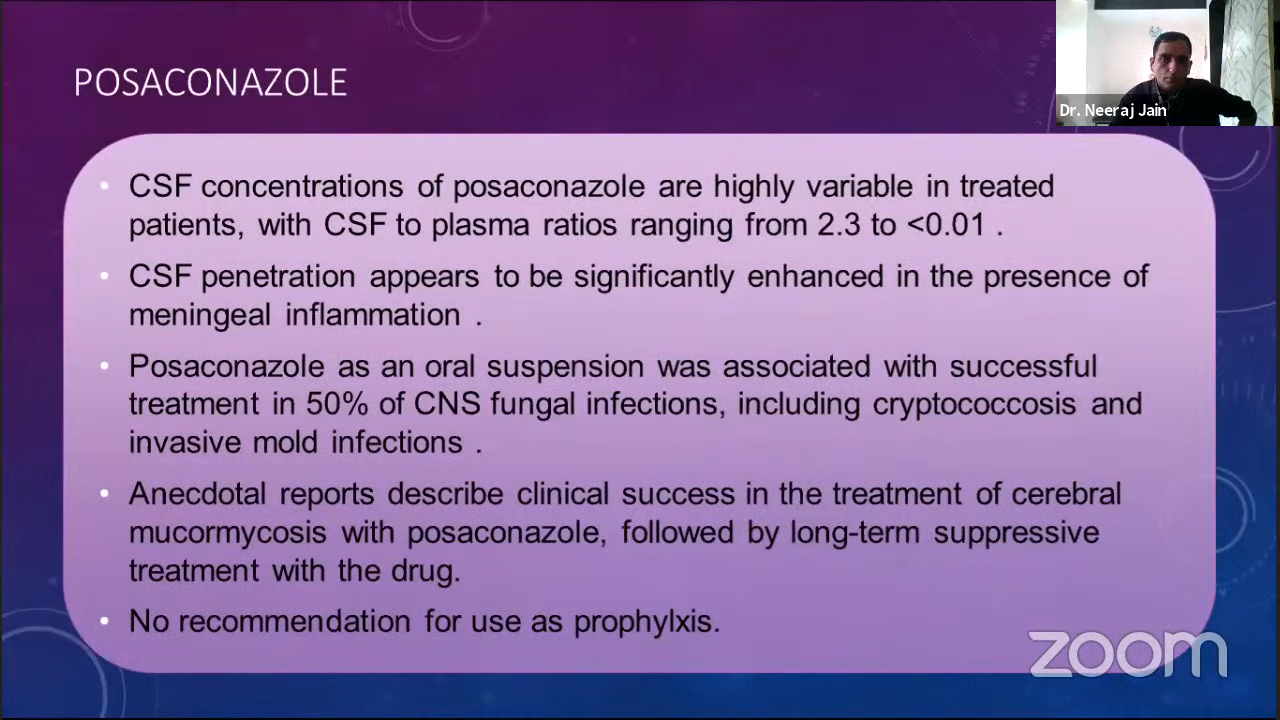 POSACONAZOLE
Dr. Neeraj Jain
• CSF concentrations of posaconazole are highly variable in treated
patients, with CSF to plasma ratios ranging from 2.3 to <0.01 .
• CSF penetration appears to be significantly enhanced in the presence of
meningeal inflammation .
• Posaconazole as an oral suspension was associated with successful
treatment in 50% of CNS fungal infections, including cryptococcosis and
invasive mold infections .
• Anecdotal reports describe clinical success in the treatment of cerebral
mucormycosis with posaconazole, followed by long-term suppressive
treatment with the drug.
• No recommendation for use as prophylxis.
zoom